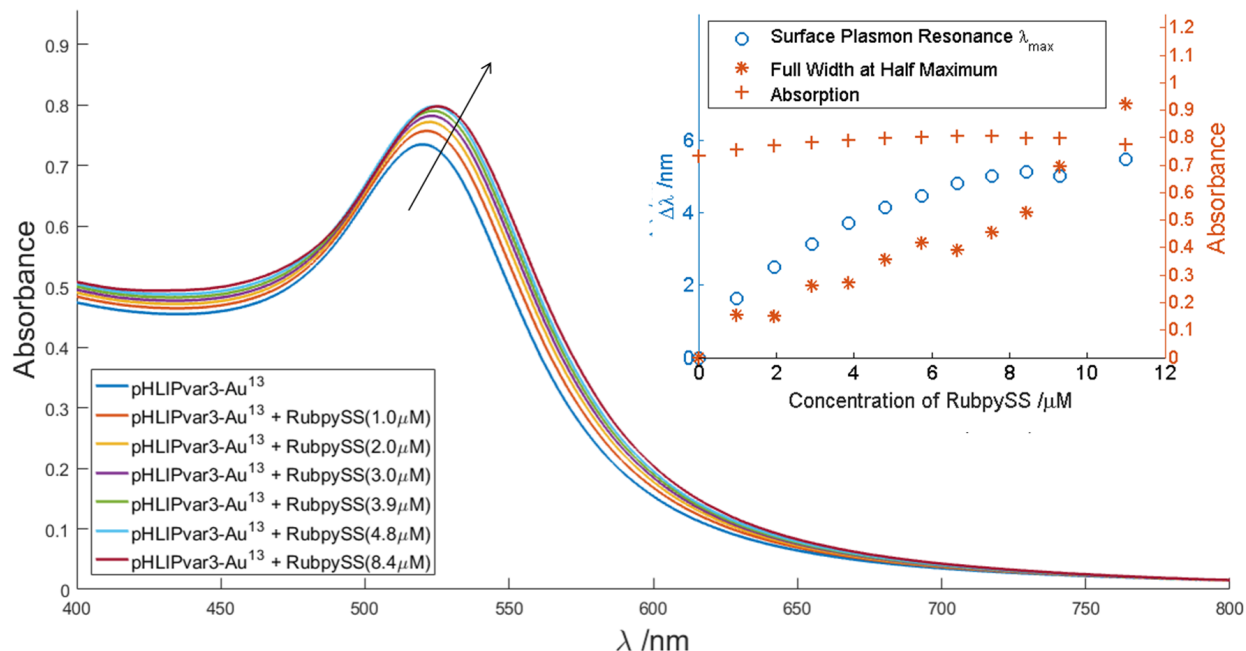 0.9
0.8
0.7
0.6
0.5
0.4
0.3
0.2
0.1
0
Absorbance
400
450
500
550
600
650
700
750
800
λ /nm
pHLIPvar3-Au¹³
pHLIPvar3-Au¹³ + RubpySS(1.0μM)
pHLIPvar3-Au¹³ + RubpySS(2.0μM)
pHLIPvar3-Au¹³ + RubpySS(3.0μM)
pHLIPvar3-Au¹³ + RubpySS(3.9μM)
pHLIPvar3-Au¹³ + RubpySS(4.8μM)
pHLIPvar3-Au¹³ + RubpySS(8.4μM)
Surface Plasmon Resonance λmax
Full Width at Half Maximum
Absorption
6
4
2
0
Δλ /nm
0
2
4
6
8
10
12
Concentration of RubpySS /μM
1.2
1.1
1
0.9
0.8
0.7
0.6
0.5
0.4
0.3
0.2
0.1
0
Absorbance